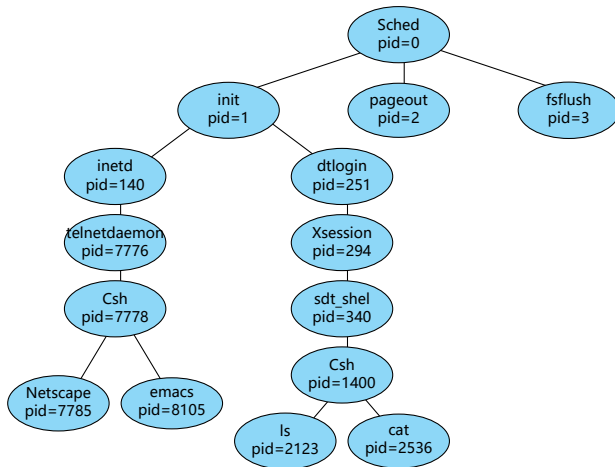 Sched
pid=0
init
pid=1
pageout
pid=2
fsflush
pid=3
inetd
pid=140
dtlogin
pid=251
telnetdaemon
pid=7776
Xsession
pid=294
Csh
pid=7778
sdt_shel
pid=340
Csh
pid=1400
Netscape
pid=7785
emacs
pid=8105
ls
pid=2123
cat
pid=2536